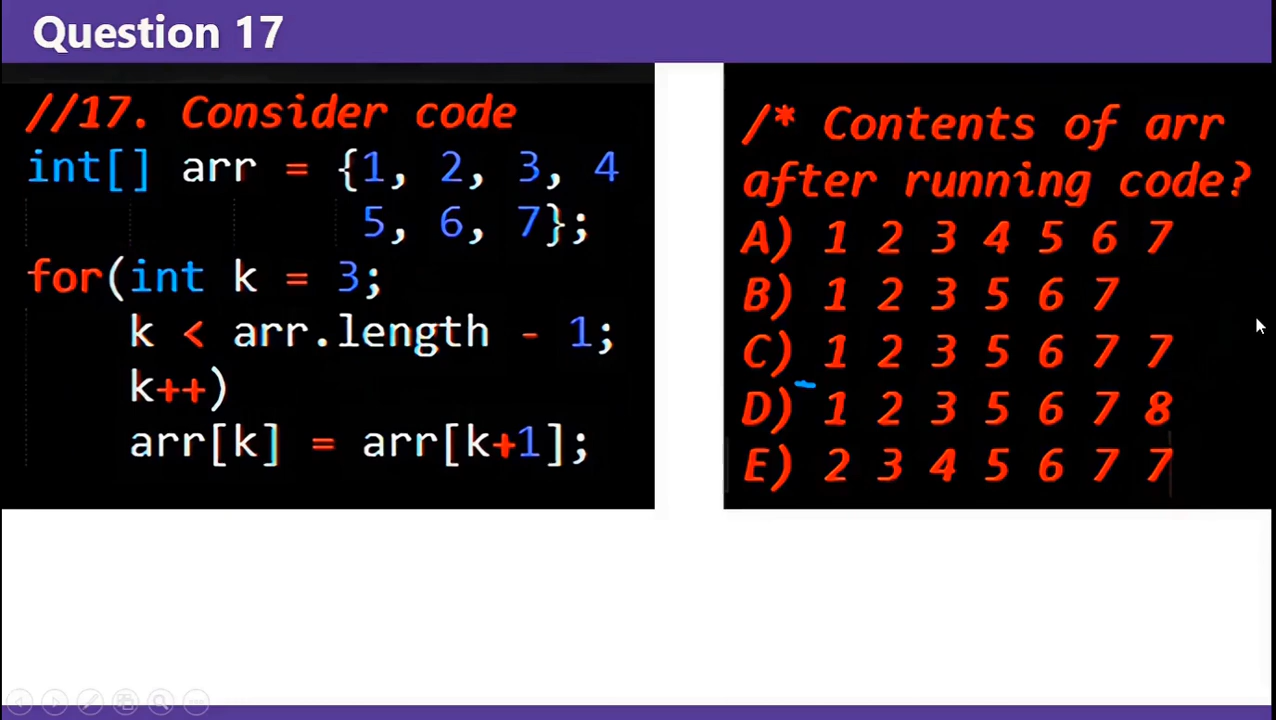 Question 17
//17. Consider code
int[] arr = {1, 2, 3, 4
5, 6, 7};
for(int k = 3;
k < arr.length - 1;
k++)
arr[k] = arr[k+1];
/* Contents of arr
after running code?
A) 1 2 3 4 5 6 7
B) 1 2 3 5 6 7
C) 1 2 3 5 6 7 7
D) 1 2 3 5 6 7 8
E) 2 3 4 5 6 7 7